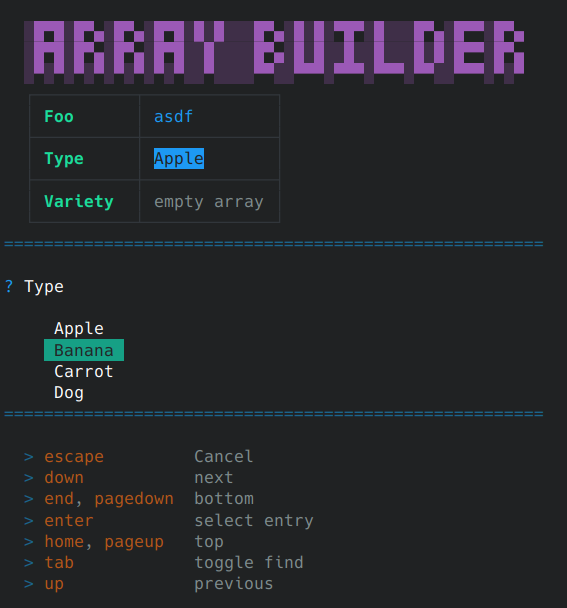 ARRAY BUILDER
Foo asdf
Type Apple
Variety empty array
======================================================
? Type
Apple
Banana
Carrot
Dog
======================================================
> escape Cancel
> down next
> end, pagedown bottom
> enter select entry
> home, pageup top
> tab toggle find
> up previous